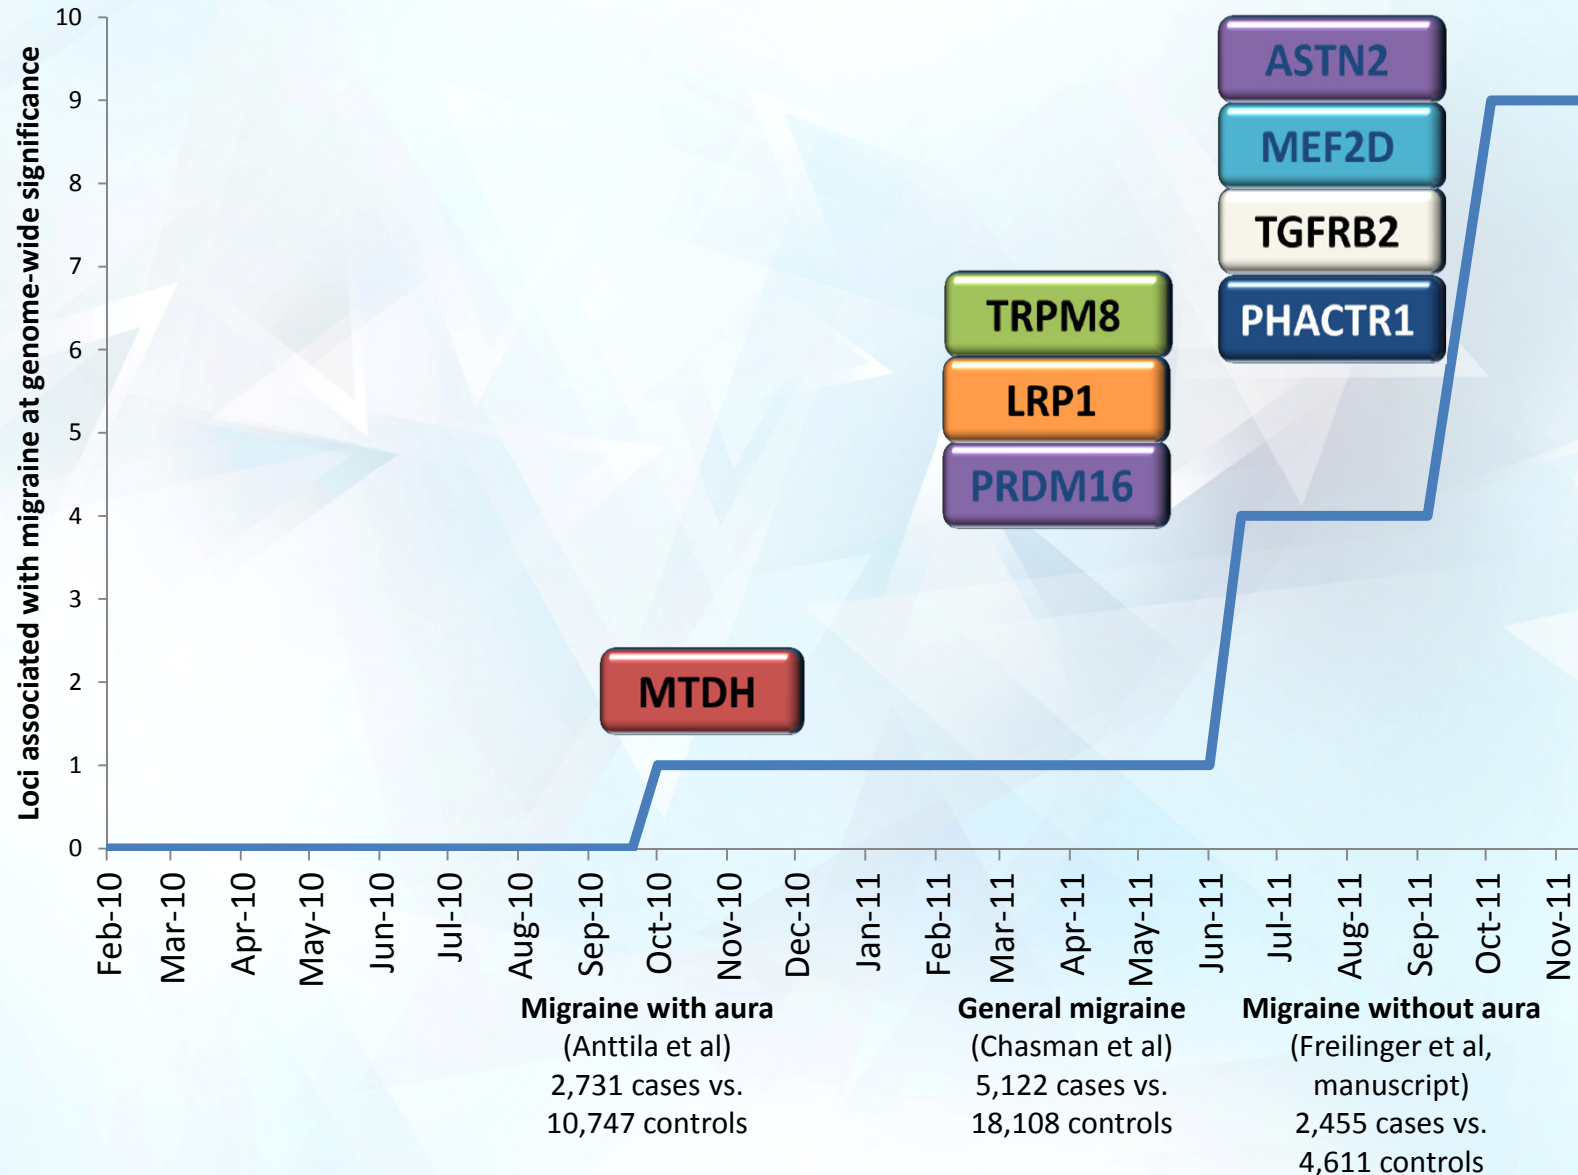 Loci associated with migraine at genome-wide significance
10
9
8
7
6
5
4
3
2
1
0
ASTN2
MEF2D
TGFRB2
PHACTR1
TRPM8
LRP1
PRDM16
MTDH
Feb-10
Mar-10
Apr-10
May-10
Jun-10
Jul-10
Aug-10
Sep-10
Oct-10
Nov-10
Dec-10
Jan-11
Feb-11
Mar-11
Apr-11
May-11
Jun-11
Jul-11
Aug-11
Sep-11
Oct-11
Nov-11
Migraine with aura
(Anttila et al)
2,731 cases vs.
10,747 controls
General migraine
(Chasman et al)
5,122 cases vs.
18,108 controls
Migraine without aura
(Freilinger et al,
manuscript)
2,455 cases vs.
4,611 controls